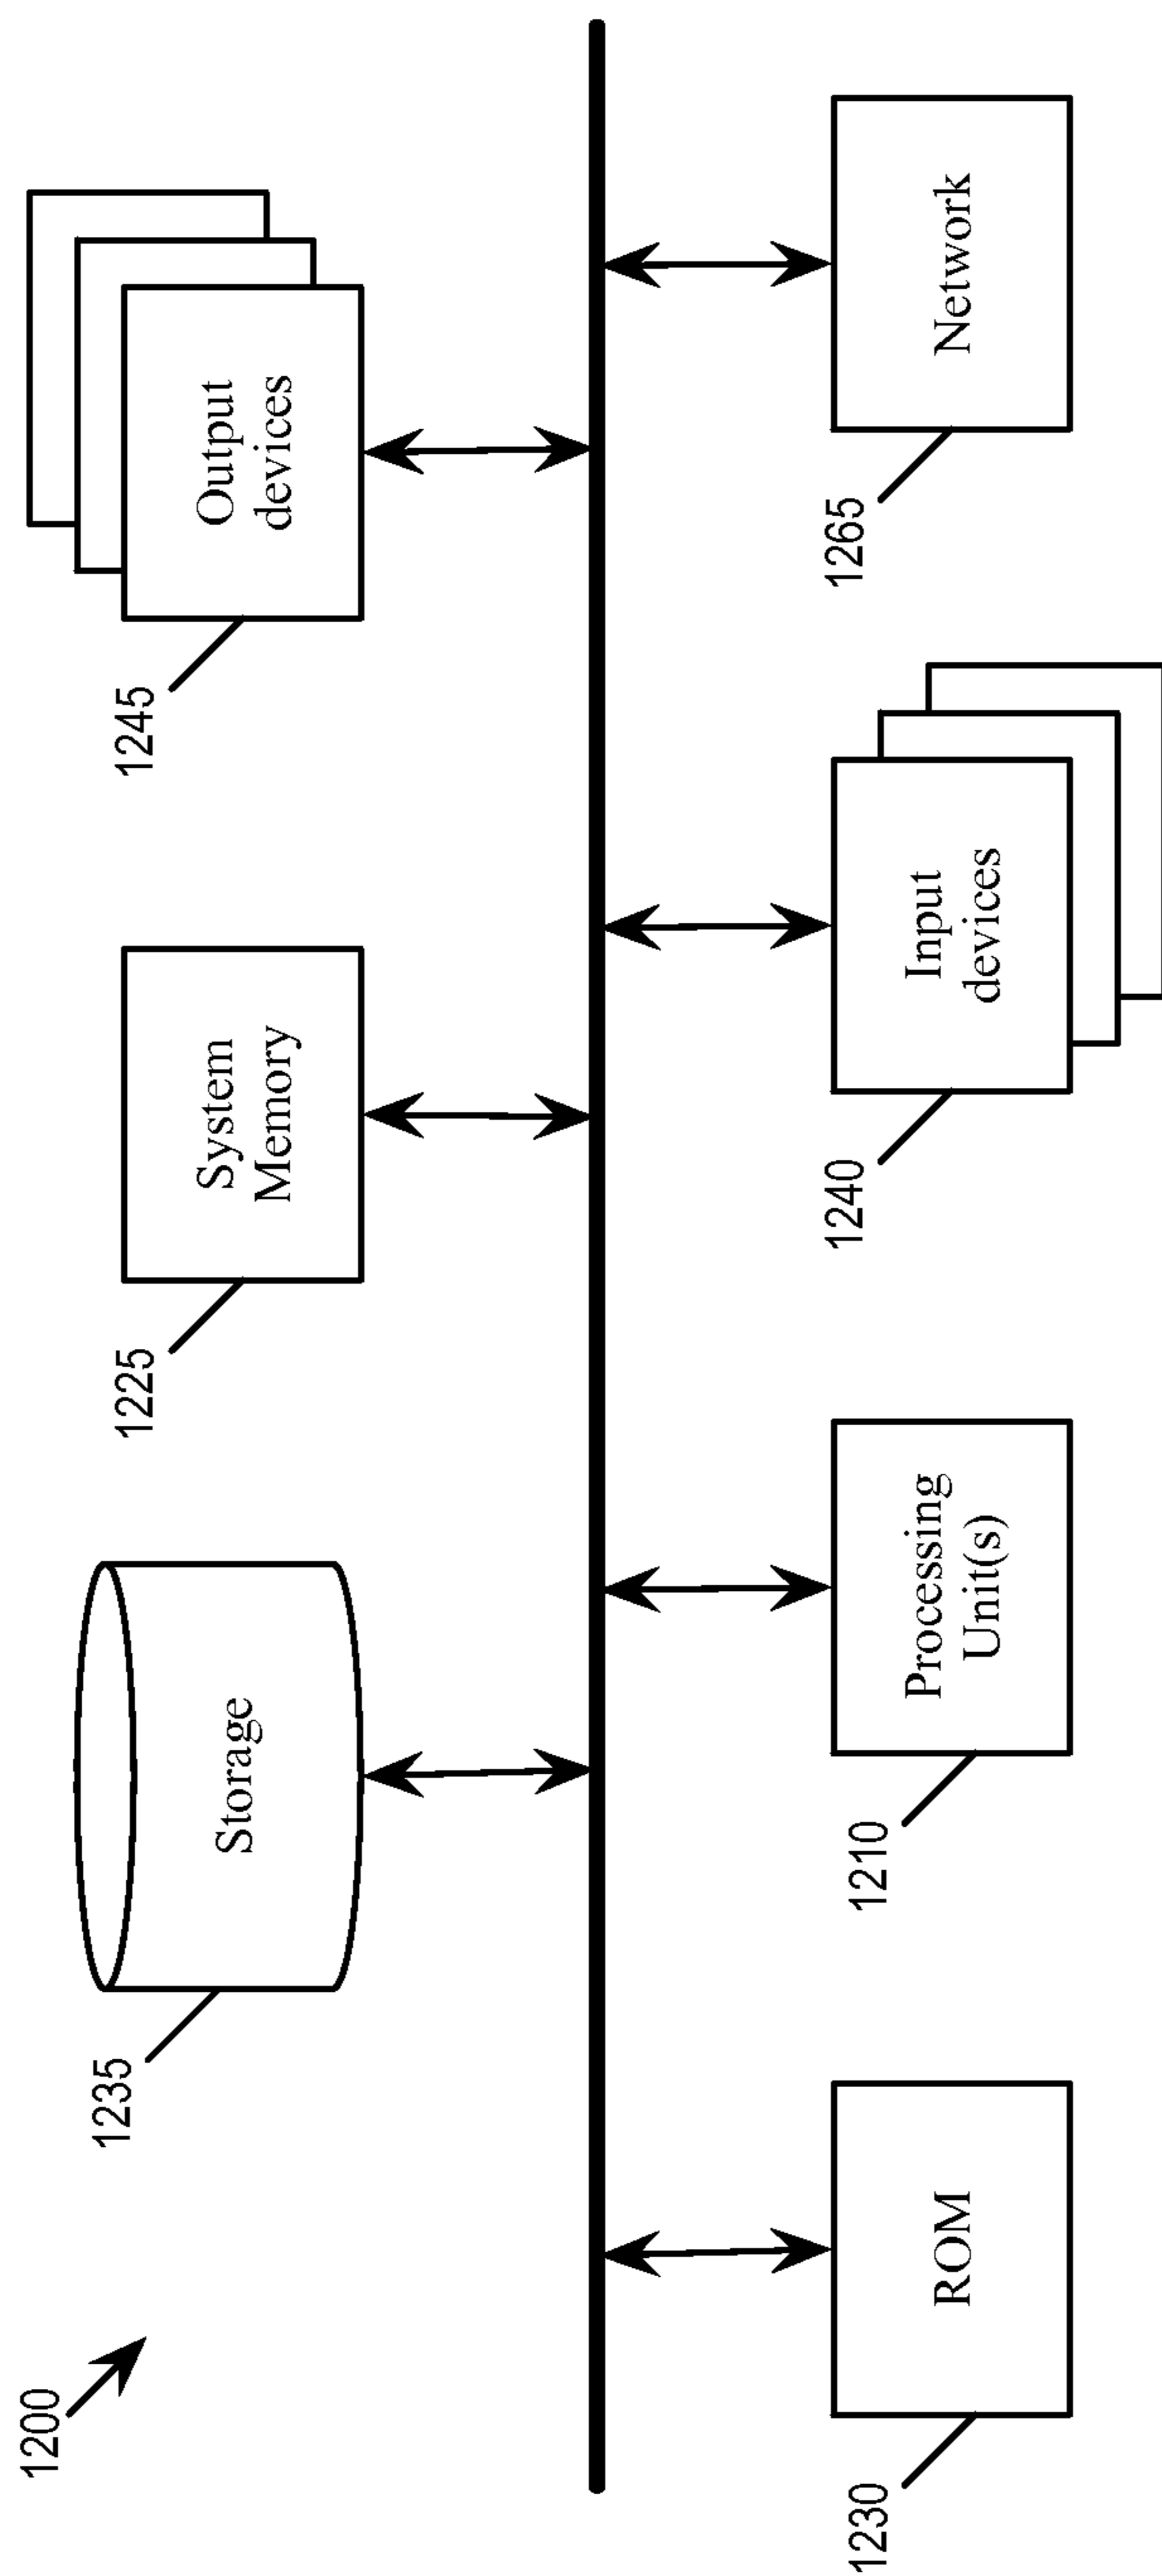 1200
1235
Storage
1225
System
Memory
1245
Output
devices
1230
ROM
1210
Processing
Unit(s)
1240
Input
devices
1265
Network